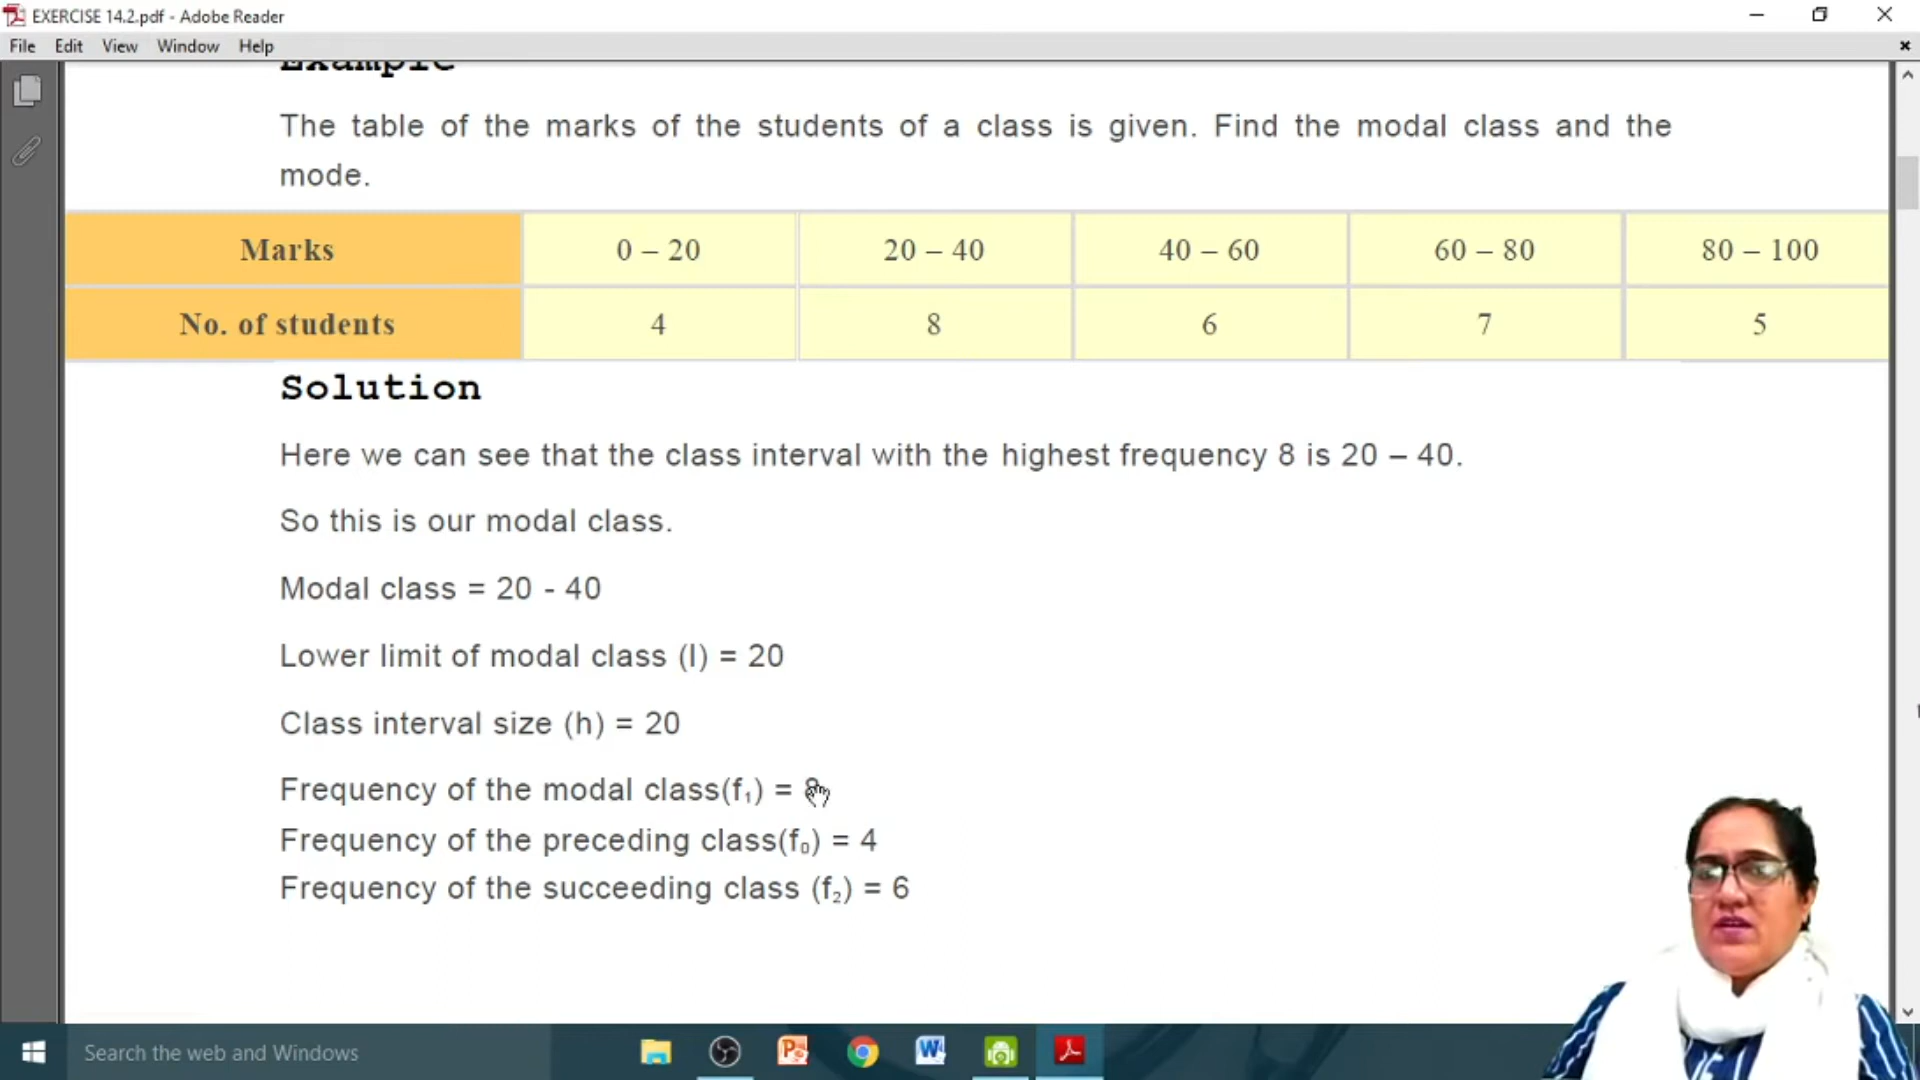 EXERCISE 14.2.pdf - Adobe Reader
File Edit View Window Help
Example
The table of the marks of the students of a class is given. Find the modal class and the
mode.
Marks 0 – 20 20 – 40 40 – 60 60 – 80 80 – 100
No. of students 4 8 6 7 5
Solution
Here we can see that the class interval with the highest frequency 8 is 20 – 40.
So this is our modal class.
Modal class = 20 - 40
Lower limit of modal class (l) = 20
Class interval size (h) = 20
Frequency of the modal class(f₁) = 8
Frequency of the preceding class(f₀) = 4
Frequency of the succeeding class (f₂) = 6
Search the web and Windows